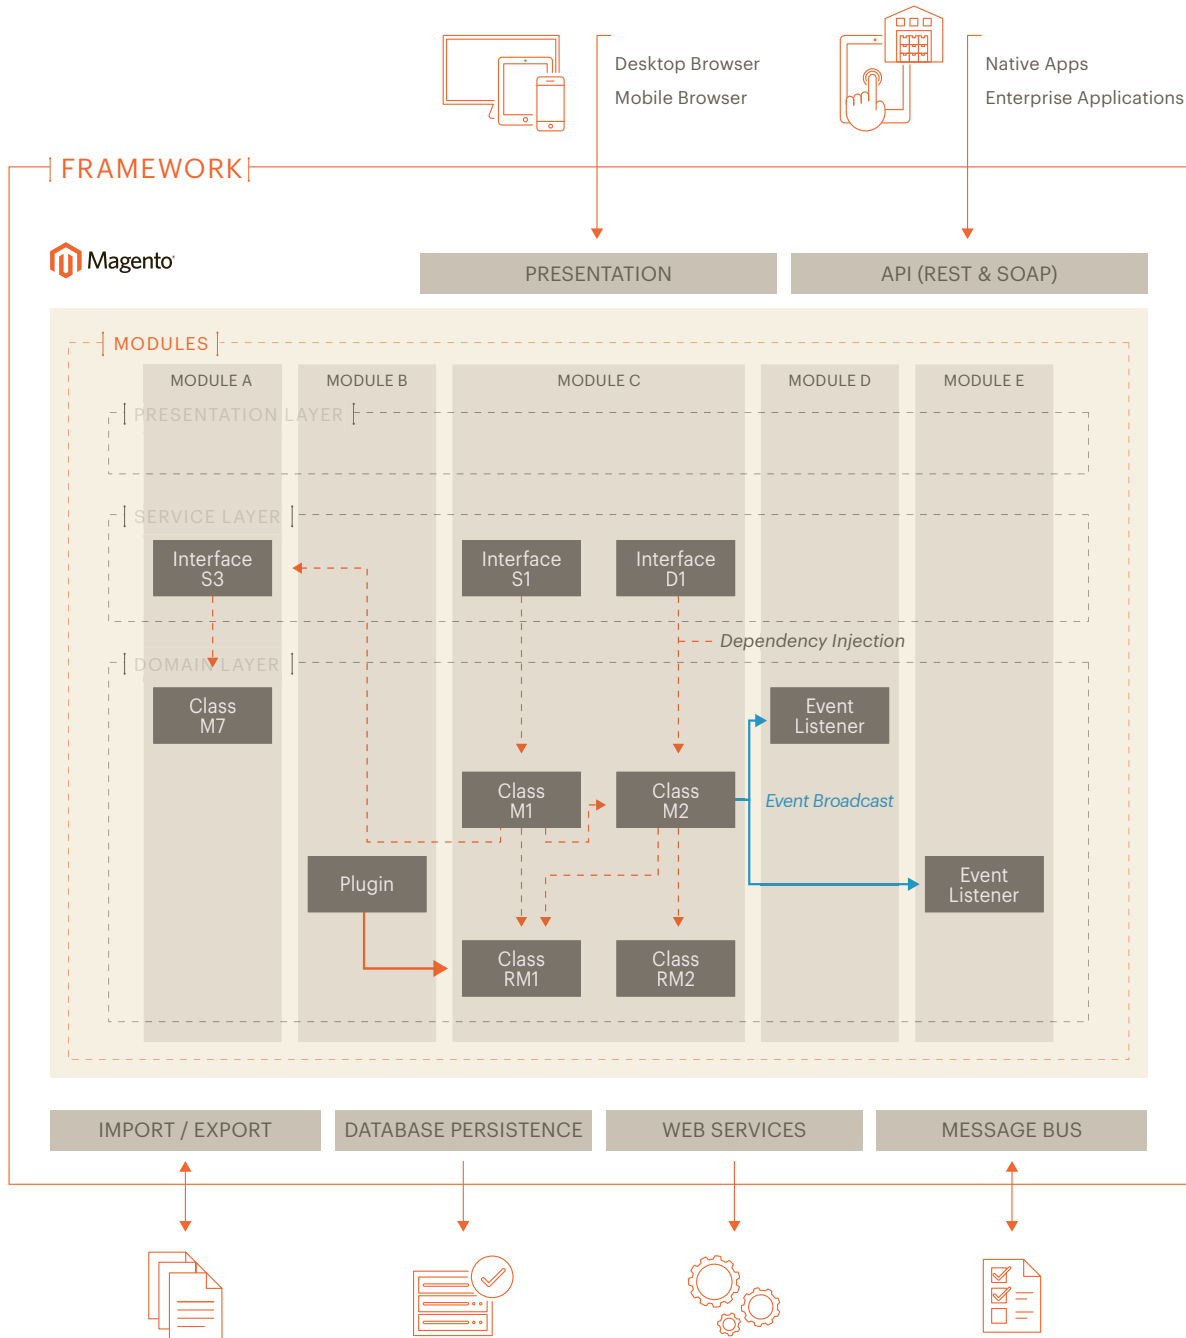 Desktop Browser
Mobile Browser
Native Apps
Enterprise Applications
FRAMEWORK
Magento
PRESENTATION
API (REST & SOAP)
MODULES
MODULE A
MODULE B
MODULE C
MODULE D
MODULE E
PRESENTATION LAYER
SERVICE LAYER
Interface
S3
Interface
S1
Interface
D1
Dependency Injection
DOMAIN LAYER
Class
M7
Event
Listener
Class
M1
Class
M2
Event Broadcast
Plugin
Event
Listener
Class
RM1
Class
RM2
IMPORT / EXPORT
DATABASE PERSISTENCE
WEB SERVICES
MESSAGE BUS